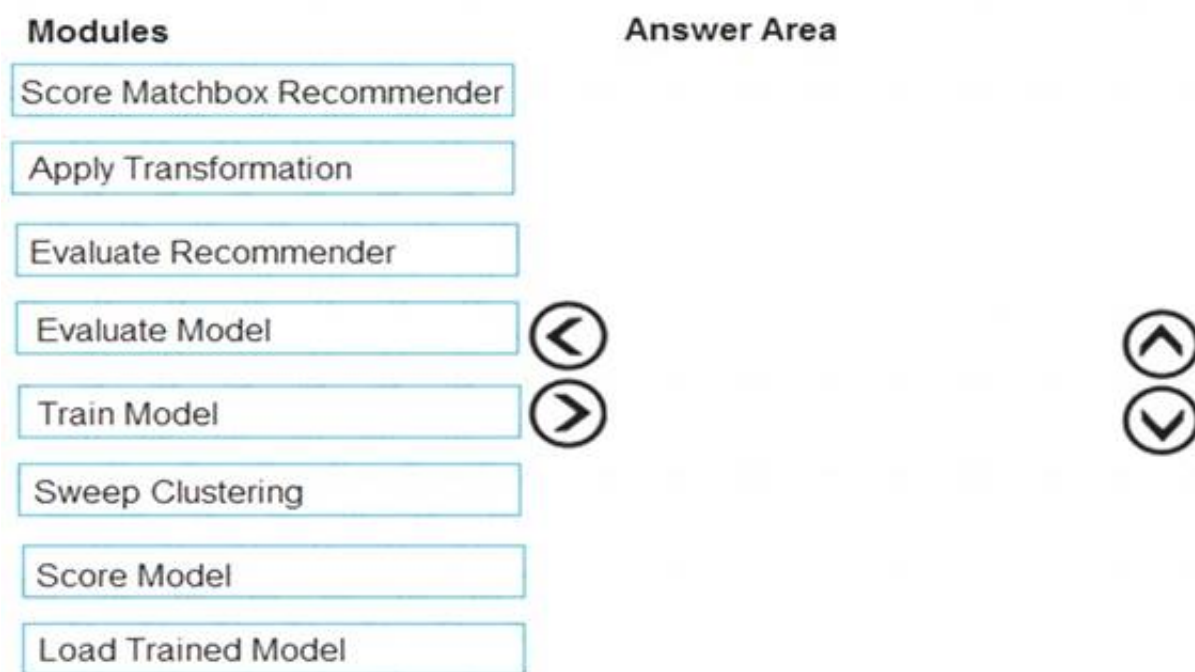 Modules
Answer Area
Score Matchbox Recommender
Apply Transformation
Evaluate Recommender
Evaluate Model
Train Model
Sweep Clustering
Score Model
Load Trained Model